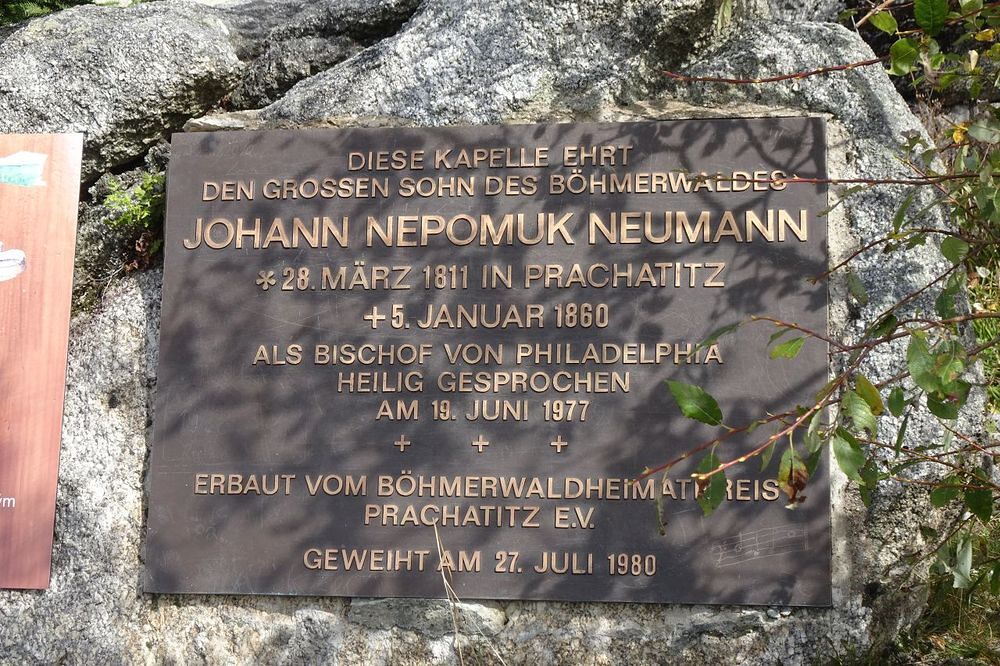 DIESE KAPELLE EHRT
DEN GROSSEN SOHN DES BÖHMERWALDES
JOHANN NEPOMUK NEUMANN
*28. MÄRZ 1811 IN PRACHATITZ
+5. JANUAR 1860
ALS BISCHOF VON PHILADELPHIA
HEILIG GESPROCHEN
AM 19. JUNI 1977
+ + +
ERBAUT VOM BÖHMERWALDHEIMATKREIS
PRACHATITZ E.V.
GEWEIHT AM 27. JULI 1980